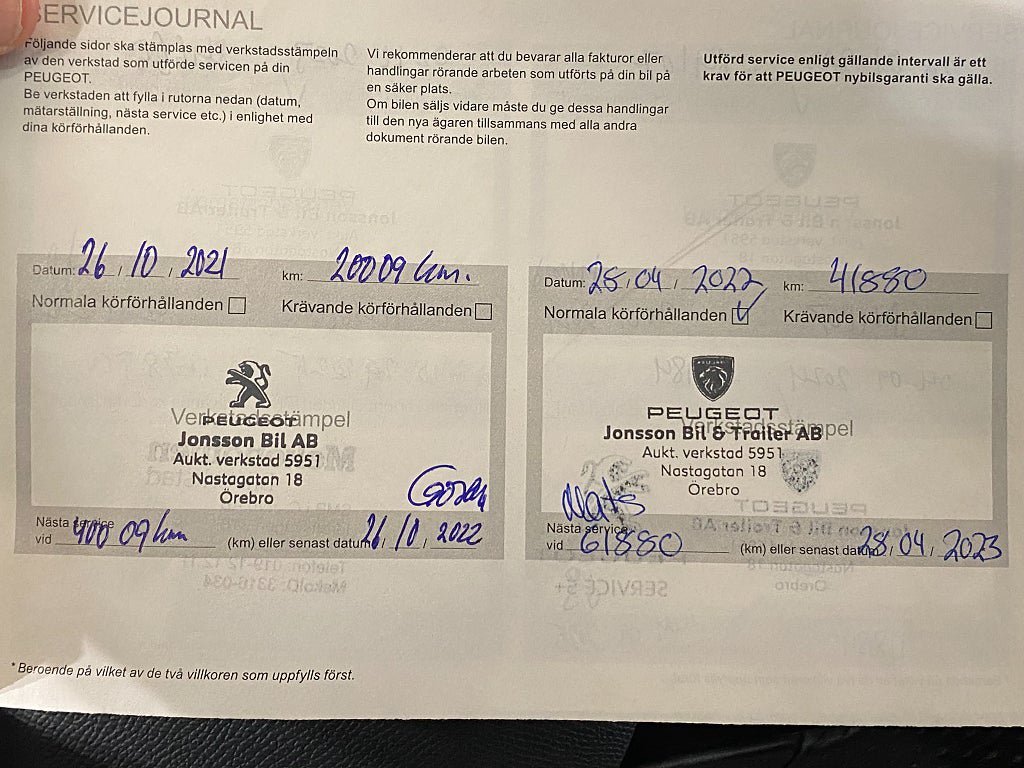 SERVICEJOURNAL
Följande sidor ska stämplas med verkstadsstämpeln
av den verkstad som utförde servicen på din
PEUGEOT.
Be verkstaden att fylla i rutorna nedan (datum,
mätarställning, nästa service etc.) i enlighet med
dina körförhållanden.
Vi rekommenderar att du bevarar alla fakturor eller
handlingar rörande arbeten som utförts på din bil på
en säker plats.
Om bilen säljs vidare måste du ge dessa handlingar
till den nya ägaren tillsammans med alla andra
dokument rörande bilen.
Utförd service enligt gällande intervall är ett
krav för att PEUGEOT nybilsgaranti ska gälla.
Datum: 26 / 10 / 2021 km: 20009 km.
Normala körförhållanden Krävande körförhållanden
Verkstadsstämpel
PEUGEOT
Jonsson Bil AB
Aukt. verkstad 5951
Nastagatan 18
Örebro
Nästa service
vid 40009 km (km) eller senast datum 26 / 10 / 2022
Datum: 28 / 04 / 2022 km: 41880
Normala körförhållanden Krävande körförhållanden
PEUGEOT
Verkstadsstämpel
Jonsson Bil & Trailer AB
Aukt. verkstad 5951
Nastagatan 18
Örebro
Mats
Nästa service
vid 61880 (km) eller senast datum 28 / 04 / 2023
* Beroende på vilket av de två villkoren som uppfylls först.